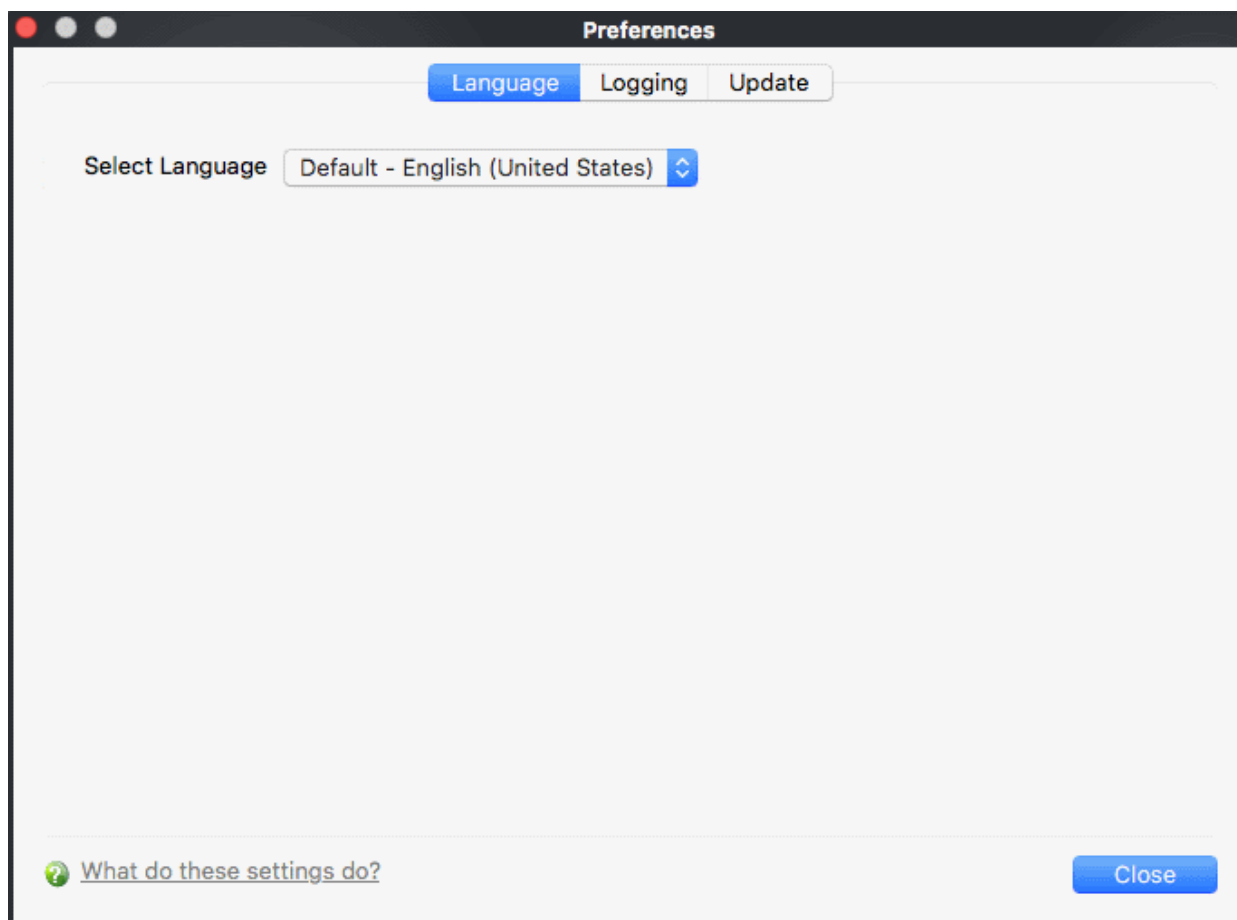 Preferences
Language Logging Update
Select Language Default - English (United States)
What do these settings do? Close